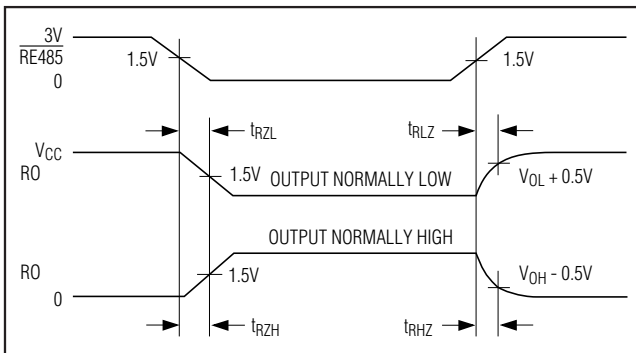 3V
RE485
0
1.5V
1.5V
tRZL
tRLZ
VCC
RO
1.5V
OUTPUT NORMALLY LOW
VOL + 0.5V
OUTPUT NORMALLY HIGH
RO
0
1.5V
VOH - 0.5V
tRZH
tRHZ